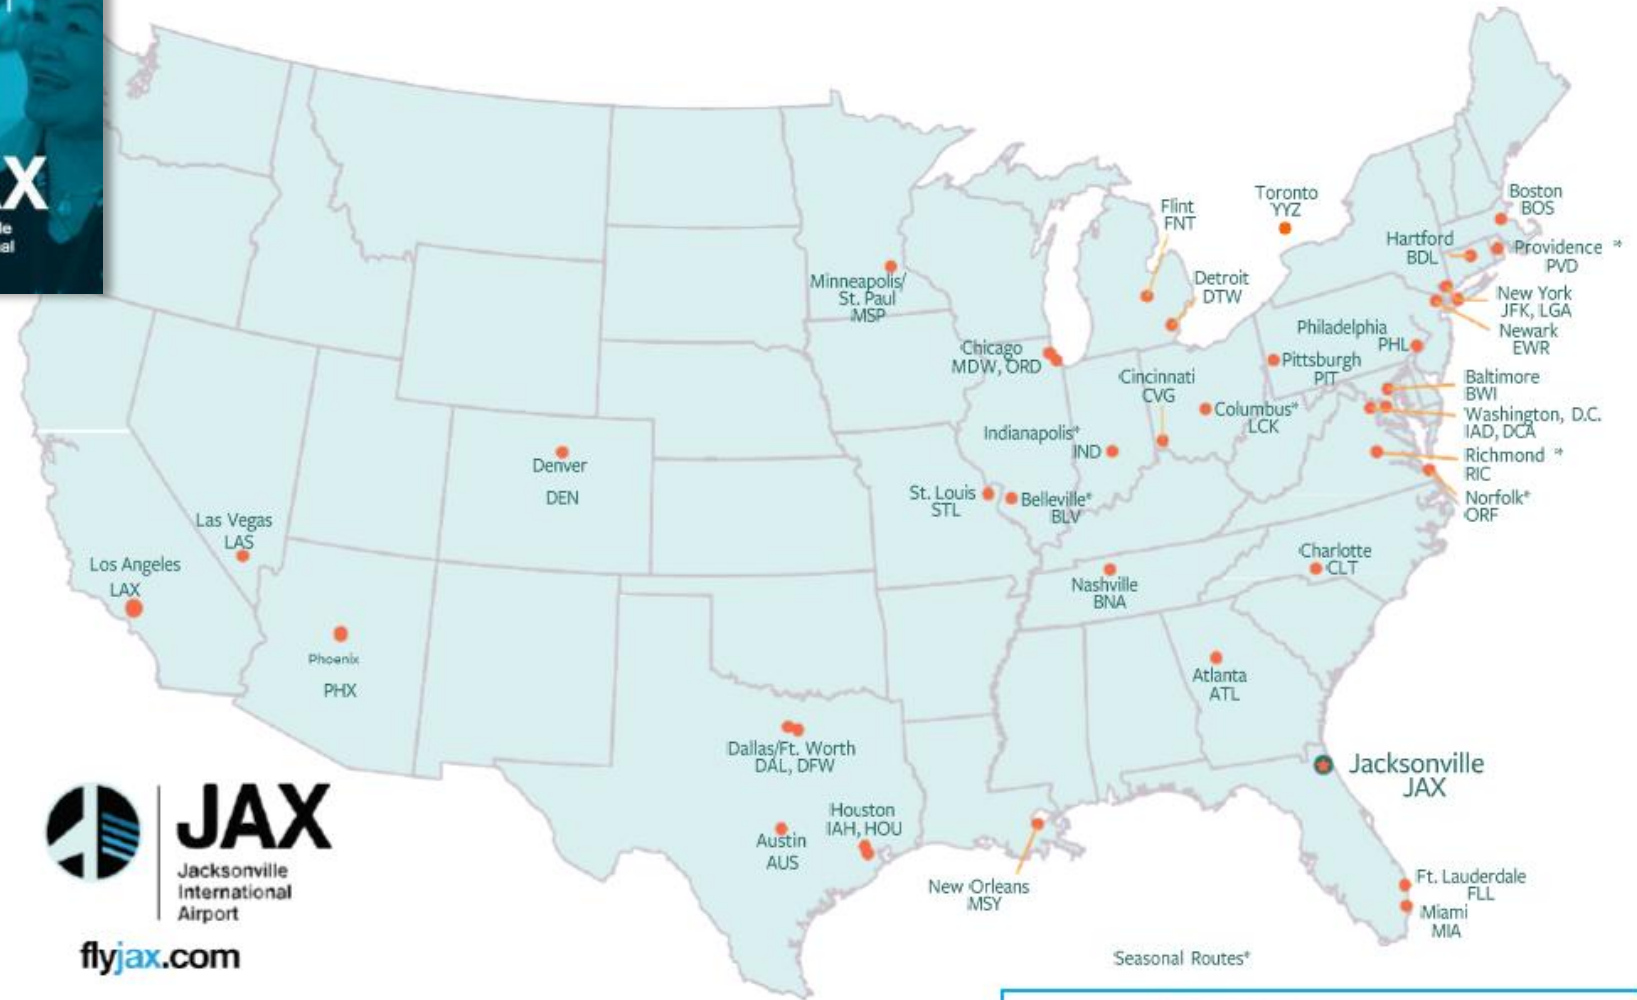 X
le
al
Boston
BOS
Toronto
YYZ
Flint
FNT
Hartford
BDL
Providence *
PVD
Detroit
DTW
Minneapolis/
St. Paul
MSP
New York
JFK, LGA
Newark
EWR
Philadelphia
PHL
Chicago
MDW, ORD
Pittsburgh
PIT
Cincinnati
CVG
Baltimore
BWI
Washington, D.C.
IAD, DCA
Columbus*
LCK
Indianapolis*
IND
Richmond *
RIC
Denver
DEN
St. Louis
STL
Belleville*
BLV
Norfolk*
ORF
Las Vegas
LAS
Los Angeles
LAX
Charlotte
CLT
Nashville
BNA
Phoenix
PHX
Atlanta
ATL
Dallas/Ft. Worth
DAL, DFW
Jacksonville
JAX
Houston
IAH, HOU
Austin
AUS
New Orleans
MSY
Ft. Lauderdale
FLL
Miami
MIA
Seasonal Routes*
JAX
Jacksonville
International
Airport
flyjax.com